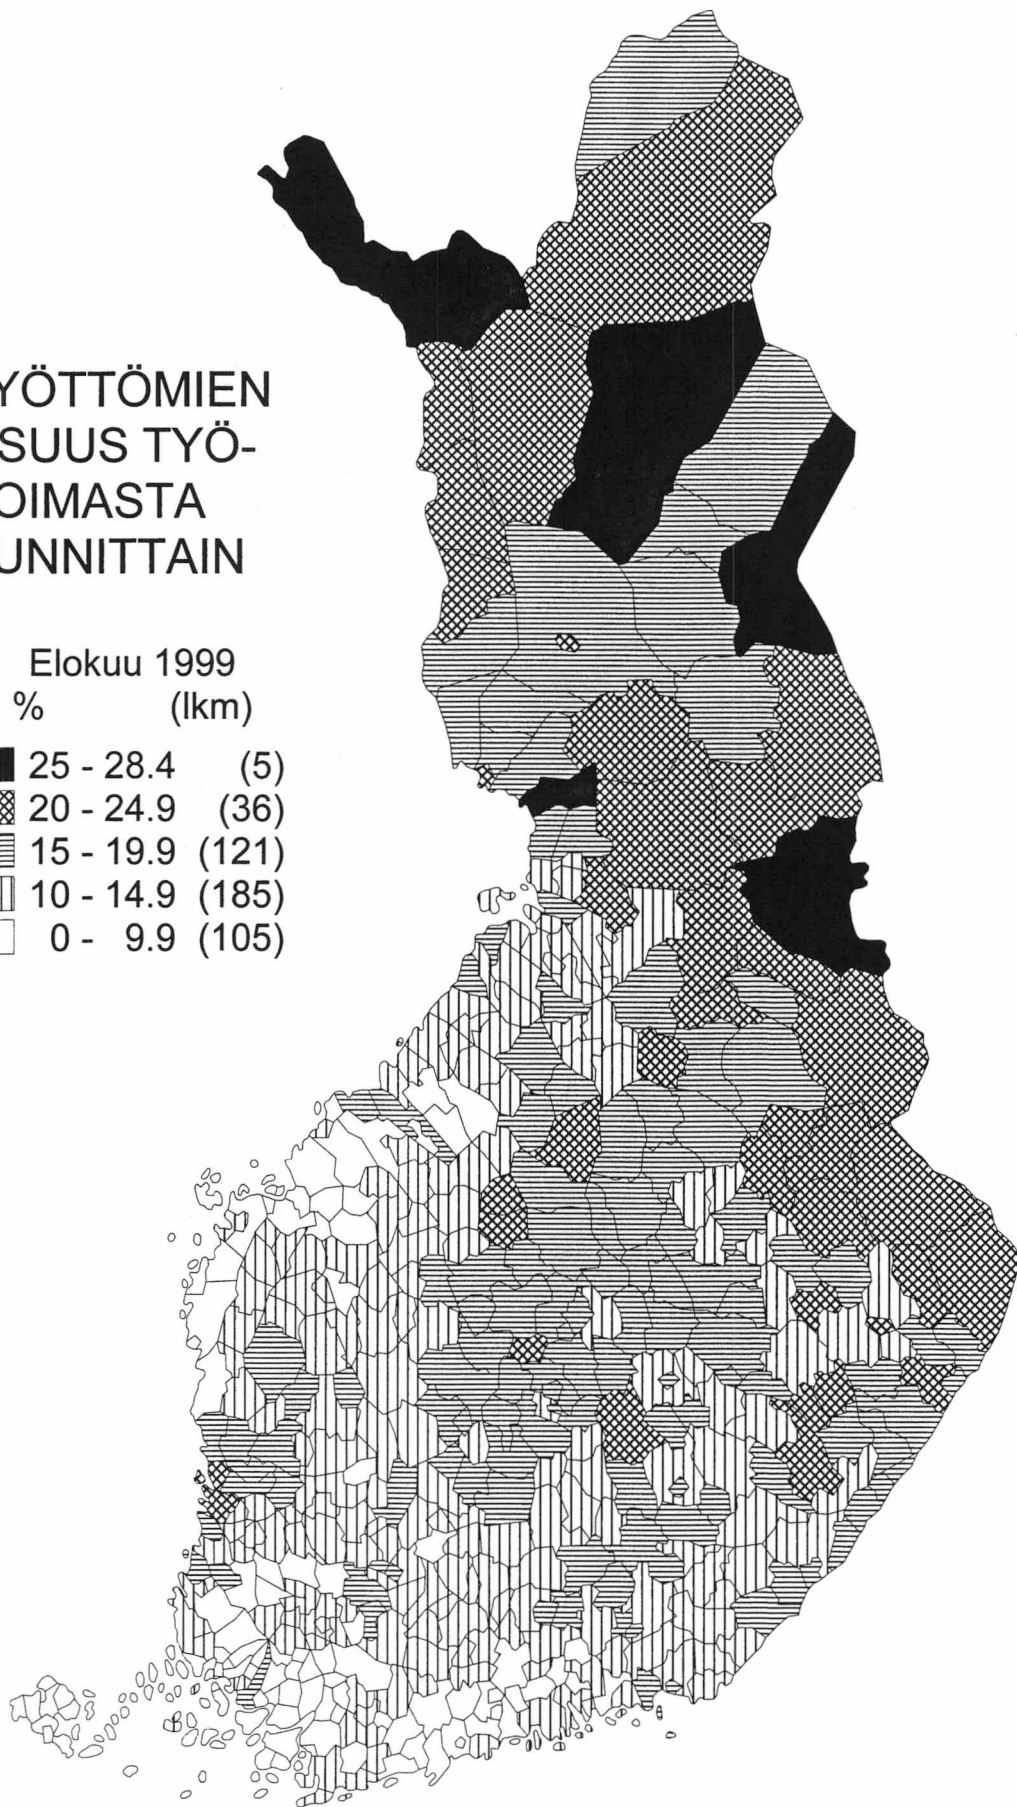 YÖTTÖMIEN
SUUS TYÖ-
OIMASTA
UNNITTAIN
Elokuu 1999
% (lkm)
25 - 28.4 (5)
20 - 24.9 (36)
15 - 19.9 (121)
10 - 14.9 (185)
0 - 9.9 (105)